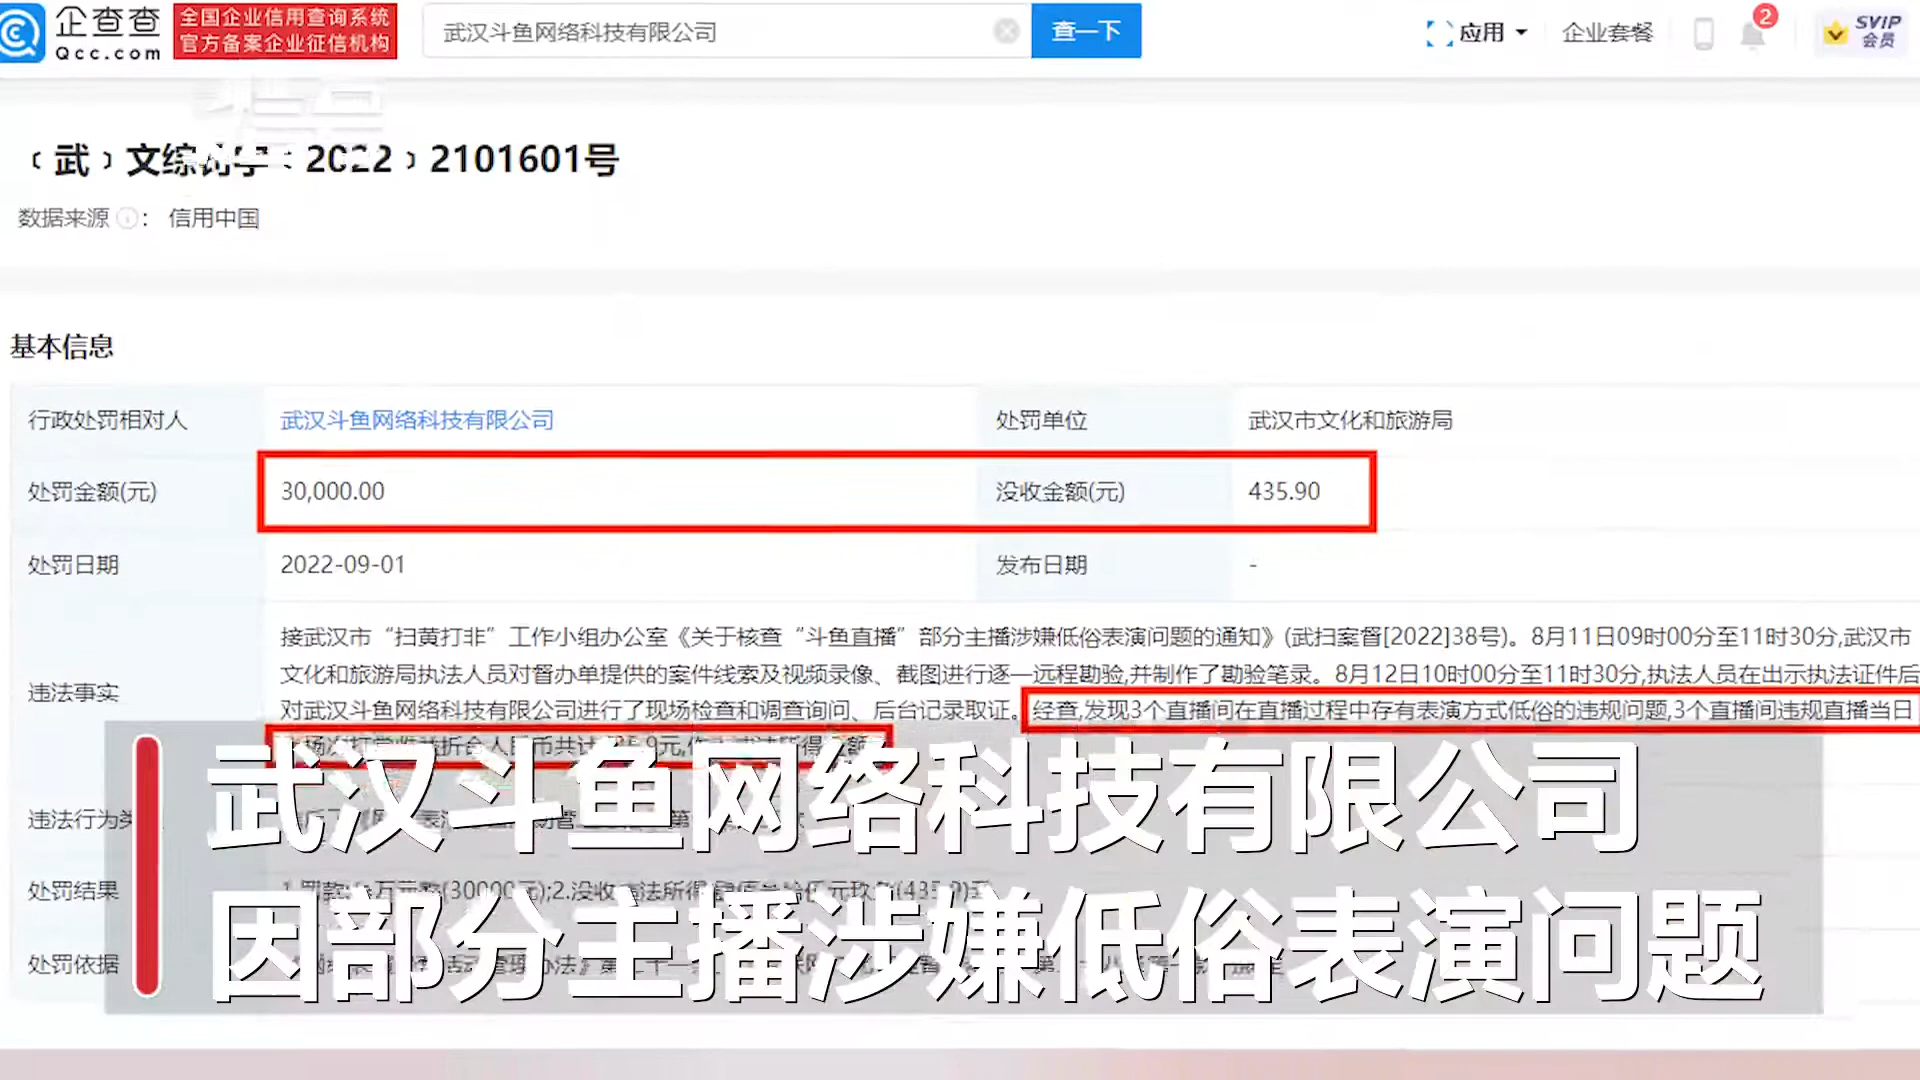 企查查
Qcc.com
全国企业信用查询系统
官方备案企业征信机构
武汉斗鱼网络科技有限公司
查一下
应用
企业套餐
2
SVIP
会员
﹝武﹞文综罚字﹝2022﹞2101601号
数据来源 : 信用中国
基本信息
行政处罚相对人 武汉斗鱼网络科技有限公司 处罚单位 武汉市文化和旅游局
处罚金额(元) 30,000.00 没收金额(元) 435.90
处罚日期 2022-09-01 发布日期 -
违法事实
接武汉市“扫黄打非”工作小组办公室《关于核查“斗鱼直播”部分主播涉嫌低俗表演问题的通知》(武扫案督[2022]38号)。8月11日09时00分至11时30分,武汉市
文化和旅游局执法人员对督办单提供的案件线索及视频录像、截图进行逐一远程勘验,并制作了勘验笔录。8月12日10时00分至11时30分,执法人员在出示执法证件后
对武汉斗鱼网络科技有限公司进行了现场检查和调查询问、后台记录取证。经查,发现3个直播间在直播过程中存有表演方式低俗的违规问题,3个直播间违规直播当日
违法行为类
处罚结果
处罚依据
武汉斗鱼网络科技有限公司
因部分主播涉嫌低俗表演问题